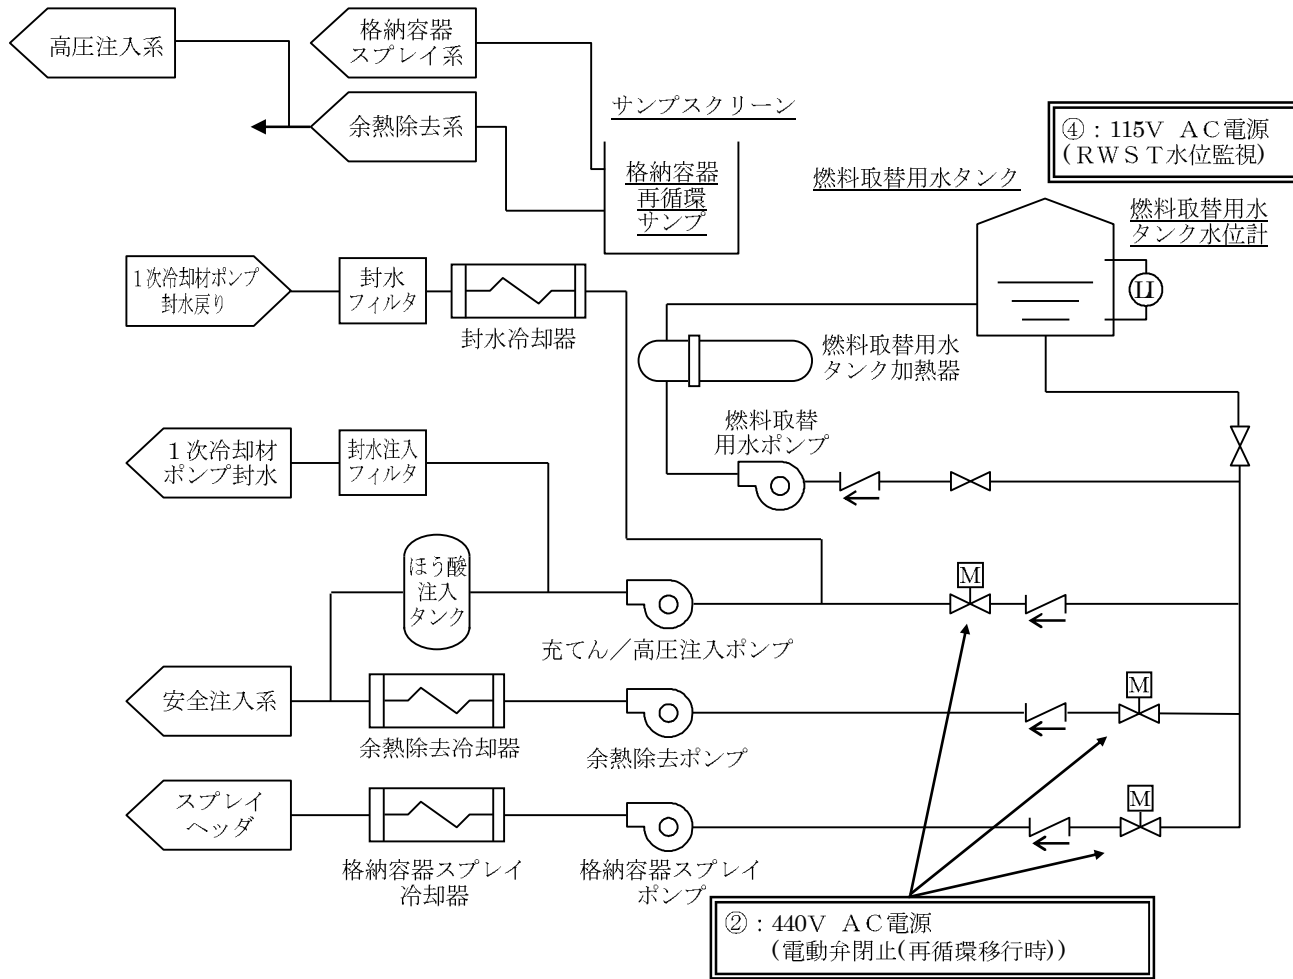 高圧注入系
格納容器
スプレイ系
余熱除去系
サンプスクリーン
格納容器
再循環
サンプ
④：115V AC電源
(RWST水位監視)
燃料取替用水タンク
燃料取替用水
タンク水位計
LI
1次冷却材ポンプ
封水戻り
封水
フィルタ
封水冷却器
燃料取替用水
タンク加熱器
燃料取替
用水ポンプ
1次冷却材
ポンプ封水
封水注入
フィルタ
ほう酸
注入
タンク
M
充てん／高圧注入ポンプ
安全注入系
M
余熱除去冷却器
余熱除去ポンプ
スプレイ
ヘッダ
M
格納容器スプレイ
冷却器
格納容器スプレイ
ポンプ
②：440V AC電源
(電動弁閉止(再循環移行時))